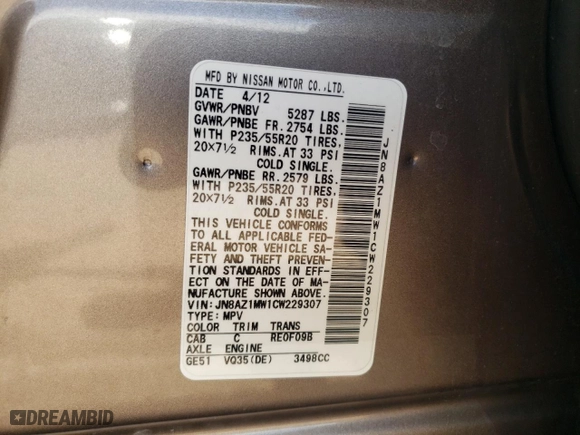 MFD BY NISSAN MOTOR CO.,LTD.
DATE 4/12
GVWR/PNBV 5287 LBS.
GAWR/PNBE FR. 2754 LBS.
WITH P235/55R20 TIRES,
20×7½ RIMS.AT 33 PSI
COLD SINGLE.
GAWR/PNBE RR. 2579 LBS.
WITH P235/55R20 TIRES,
20×7½ RIMS.AT 33 PSI
COLD SINGLE.
THIS VEHICLE CONFORMS
TO ALL APPLICABLE FED-
ERAL MOTOR VEHICLE SA-
FETY AND THEFT PREVEN-
TION STANDARDS IN EFF-
ECT ON THE DATE OF MA-
NUFACTURE SHOWN ABOVE.
VIN:JN8AZ1MW1CW229307
TYPE: MPV
COLOR TRIM TRANS
CAB C RE0F09B
AXLE ENGINE
GE51 VQ35(DE) 3498CC
JN8AZ1MW1CW229307
DREAMBID